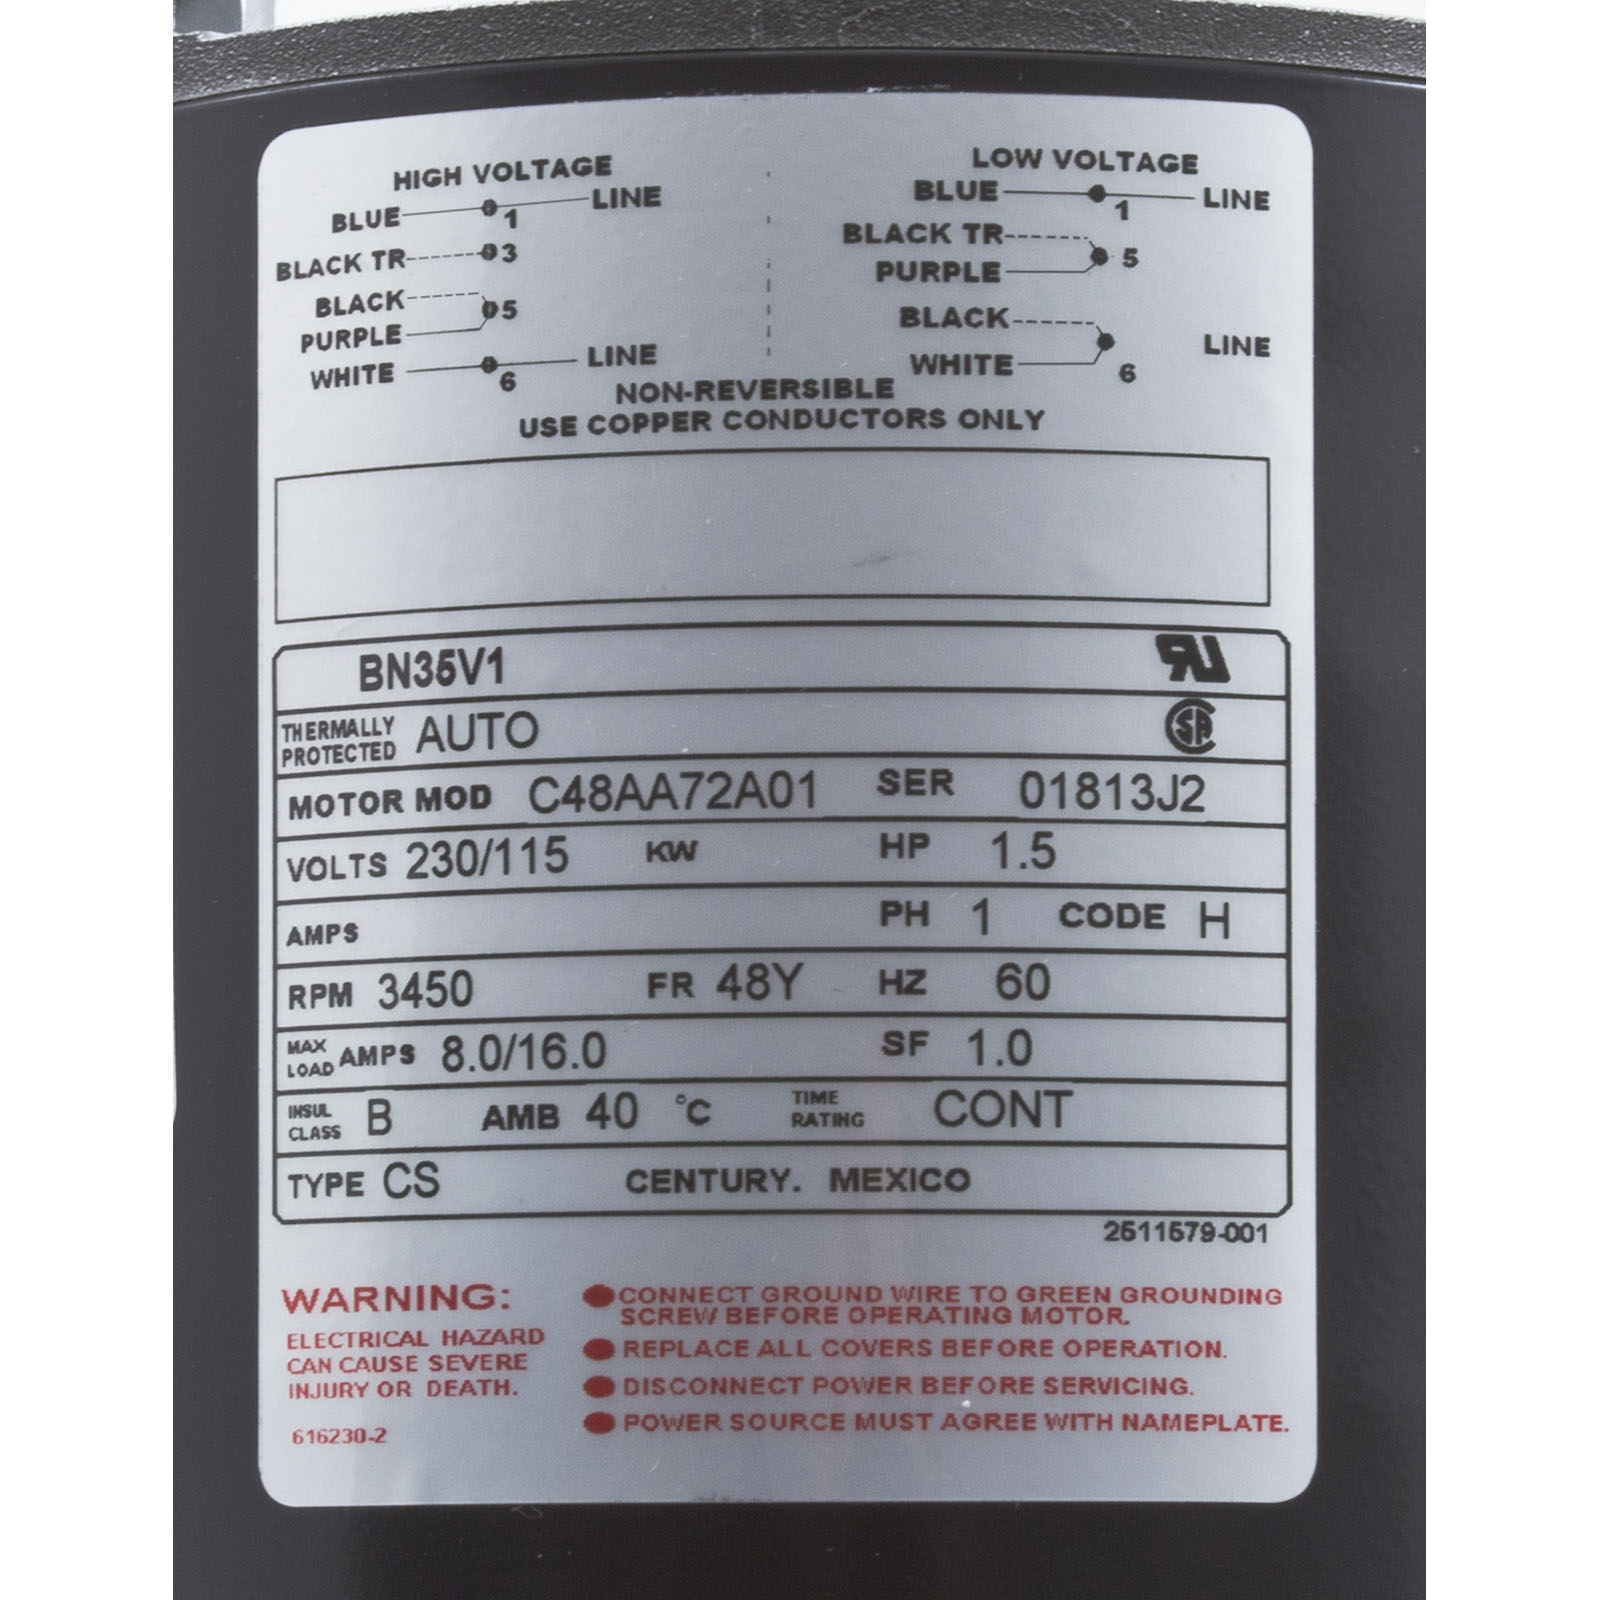 HIGH VOLTAGE
BLUE 1 LINE
BLACK TR 3
BLACK
PURPLE 5
WHITE 6 LINE
LOW VOLTAGE
BLUE 1 LINE
BLACK TR
PURPLE 5
BLACK
WHITE 6 LINE
NON-REVERSIBLE
USE COPPER CONDUCTORS ONLY
BN35V1
THERMALLY PROTECTED AUTO
MOTOR MOD C48AA72A01 SER 01813J2
VOLTS 230/115 KW HP 1.5
AMPS PH 1 CODE H
RPM 3450 FR 48Y HZ 60
MAX LOAD AMPS 8.0/16.0 SF 1.0
INSUL CLASS B AMB 40 °C TIME RATING CONT
TYPE CS CENTURY. MEXICO
2511579-001
WARNING:
ELECTRICAL HAZARD
CAN CAUSE SEVERE
INJURY OR DEATH.
616230-2
CONNECT GROUND WIRE TO GREEN GROUNDING
SCREW BEFORE OPERATING MOTOR.
REPLACE ALL COVERS BEFORE OPERATION.
DISCONNECT POWER BEFORE SERVICING.
POWER SOURCE MUST AGREE WITH NAMEPLATE.